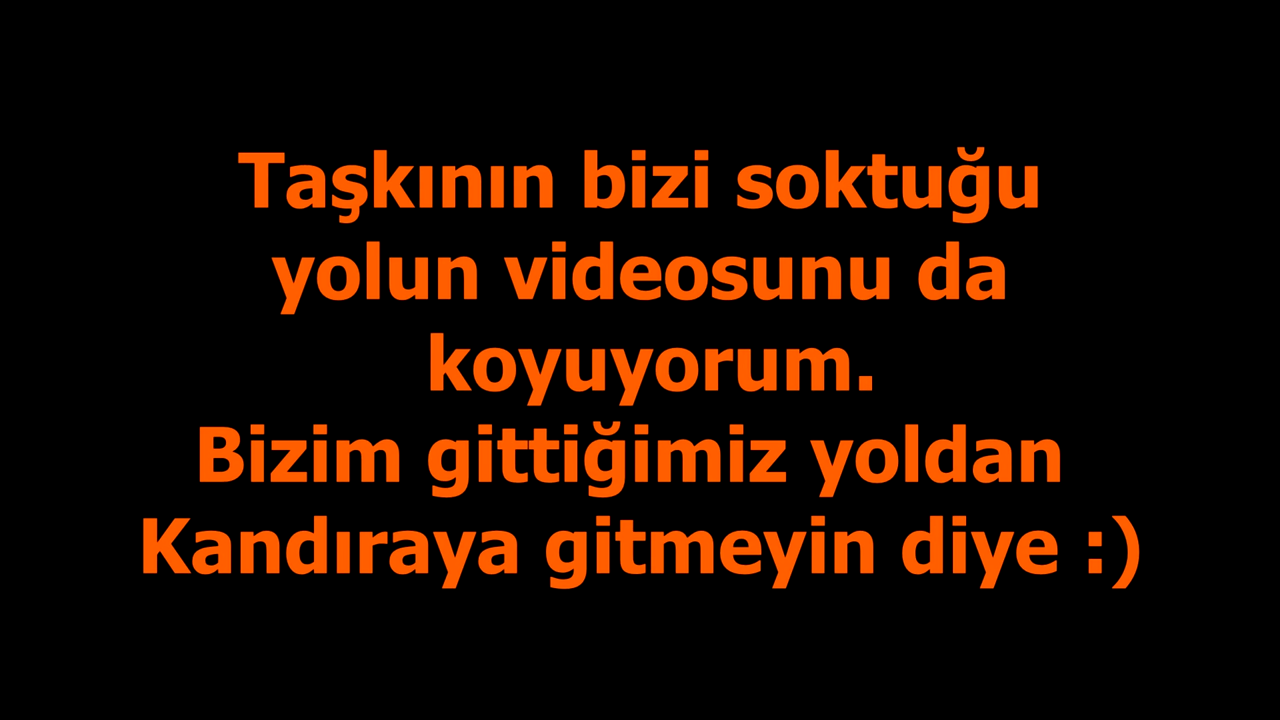 Taşkının bizi soktuğu
yolun videosunu da
koyuyorum.
Bizim gittiğimiz yoldan
Kandıraya gitmeyin diye :)